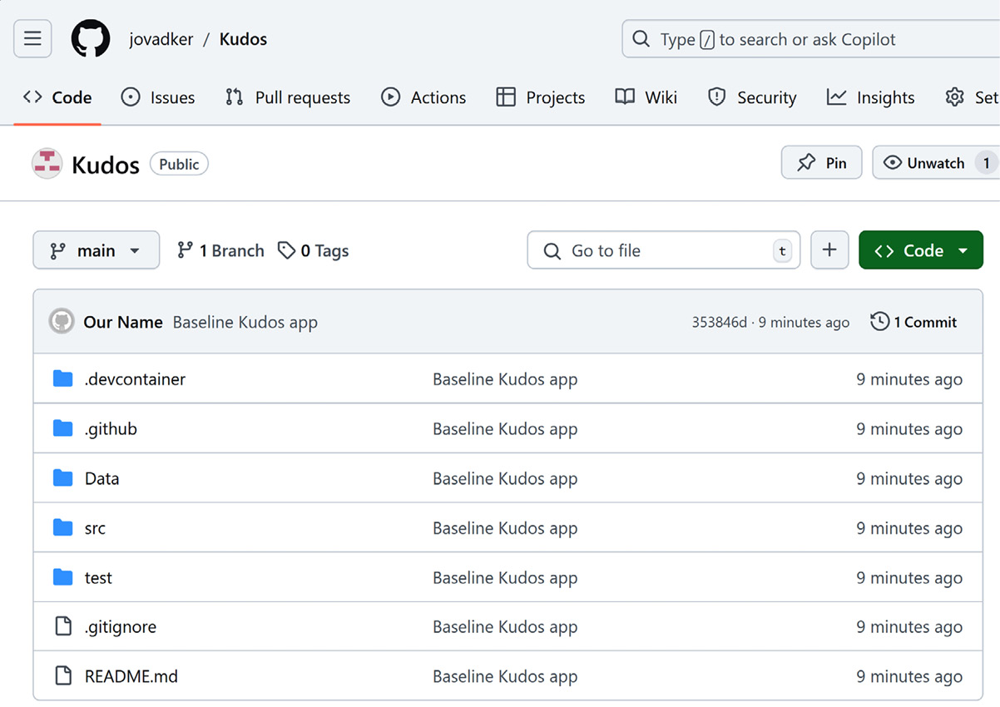 jovadker / Kudos Type / to search or ask Copilot
Code Issues Pull requests Actions Projects Wiki Security Insights Set
Kudos Public Pin Unwatch 1
main 1 Branch 0 Tags Go to file t + Code
Our Name Baseline Kudos app 353846d · 9 minutes ago 1 Commit
.devcontainer Baseline Kudos app 9 minutes ago
.github Baseline Kudos app 9 minutes ago
Data Baseline Kudos app 9 minutes ago
src Baseline Kudos app 9 minutes ago
test Baseline Kudos app 9 minutes ago
.gitignore Baseline Kudos app 9 minutes ago
README.md Baseline Kudos app 9 minutes ago